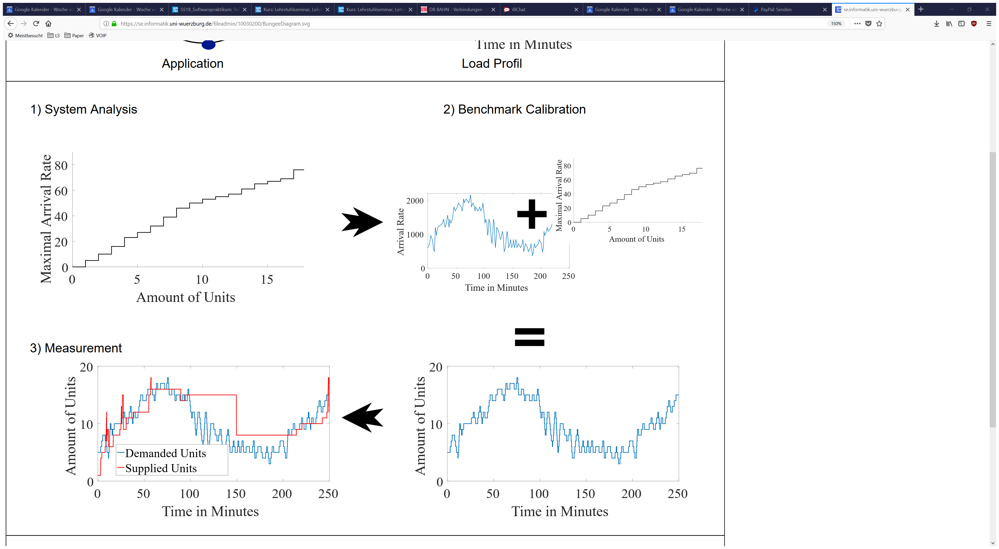 Google Kalender - Woche vo
Google Kalender - Woche vo
SS18_Softwarepraktikum: Teil
Kurs: Lehrstuhlseminar, Lehrs
Kurs: Lehrstuhlseminar, Lehrs
DB BAHN - Verbindungen -
ifiChat
Google Kalender - Woche vo
Google Kalender - Woche vo
PayPal: Senden
se.informatik.uni-wuerzburg.
https://se.informatik.uni-wuerzburg.de/fileadmin/10030200/BungeeDiagram.svg
150%
Meistbesucht
LS
Paper
VOIP
Time in Minutes
Application
Load Profil
1) System Analysis
2) Benchmark Calibration
Maximal Arrival Rate
80
60
40
20
0
0 5 10 15
Amount of Units
Arrival Rate
2000
1000
0
0 50 100 150 200 250
Time in Minutes
Maximal Arrival Rate
80
60
40
20
0
0 5 10 15
Amount of Units
3) Measurement
Amount of Units
20
10
0
Demanded Units
Supplied Units
0 50 100 150 200 250
Time in Minutes
Amount of Units
20
10
0
0 50 100 150 200 250
Time in Minutes